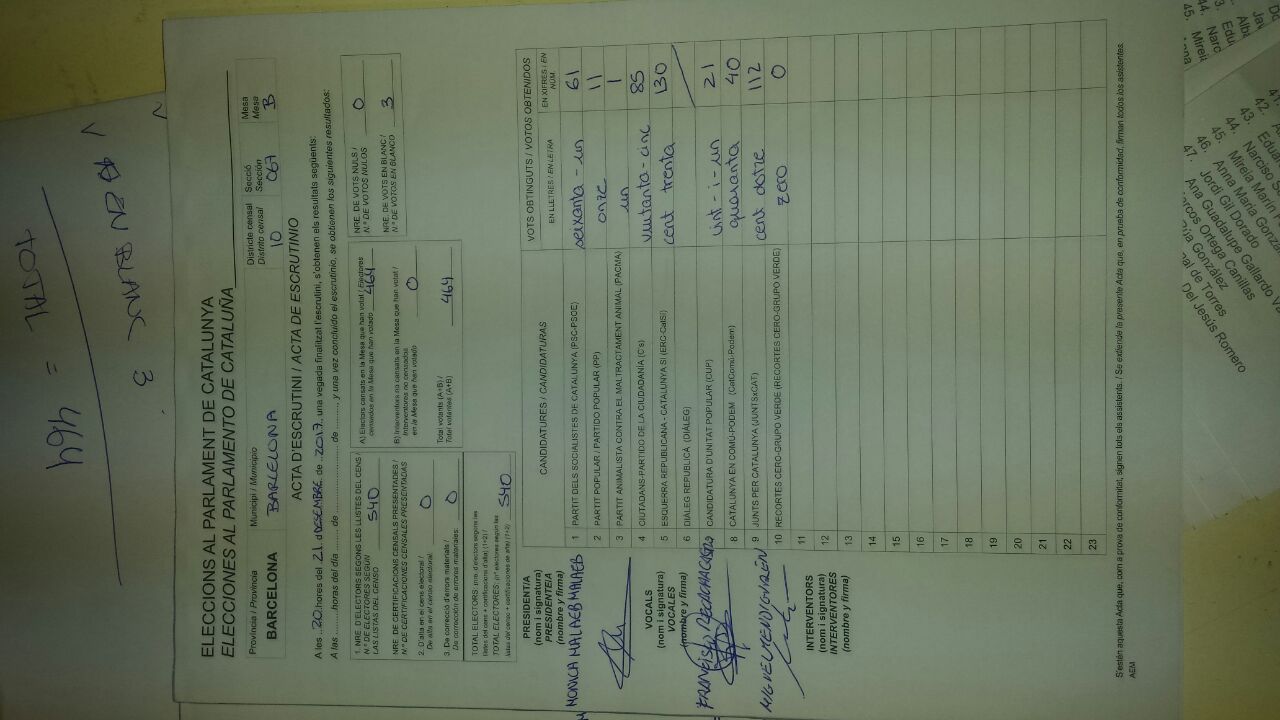 ELECCIONS AL PARLAMENT DE CATALUNYA
ELECCIONES AL PARLAMENTO DE CATALUÑA
Província / Provincia Municipi / Municipio Districte censal Secció Mesa
Distrito censal Sección Mesa
BARCELONA BARCELONA 10 067 B
ACTA D'ESCRUTINI / ACTA DE ESCRUTINIO
A les 20 hores del 21 dDESEMBRE de 2017, una vegada finalitzat l'escrutini, s'obtenen els resultats següents:
A las horas del día de de y una vez concluido el escrutinio, se obtienen los siguientes resultados:
1. NRE. D'ELECTORS SEGONS LES LLISTES DEL CENS /
Nº DE ELECTORES SEGÚN
LAS LISTAS DEL CENSO 540
NRE. DE CERTIFICACIONS CENSALS PRESENTADES /
Nº DE CERTIFICACIONES CENSALES PRESENTADAS
2. D'alta en el cens electoral /
De alta en el censo electoral: 0
3. Da correcció d'errors materials /
De corrección de errores materiales: 0
TOTAL ELECTORS: (nre. d'electors segons les
llistes del cens + certificacions d'alta) (1+2) /
TOTAL ELECTORES: (nº electores según las
listas del censo + certificaciones de alta) (1+2) 540
A) Electors censats en la Mesa que han votat / Electores
censados en la Mesa que han votado 464
B) Interventors no censats en la Mesa que han votat /
Interventores no censados
en la Mesa que han votado 0
Total votants (A+B) /
Total votantes (A+B) 464
NRE. DE VOTS NULS /
Nº DE VOTOS NULOS 0
NRE. DE VOTS EN BLANC /
Nº DE VOTOS EN BLANCO 3
CANDIDATURES / CANDIDATURAS VOTS OBTINGUTS / VOTOS OBTENIDOS
EN LLETRES / EN LETRA EN XIFRES / EN NÚM.
1 PARTIT DELS SOCIALISTES DE CATALUNYA (PSC-PSOE) seixanta-un 61
2 PARTIT POPULAR / PARTIDO POPULAR (PP) onze 11
3 PARTIT ANIMALISTA CONTRA EL MALTRACTAMENT ANIMAL (PACMA) un 1
4 CIUTADANS-PARTIDO DE LA CIUDADANÍA (C's) vuitanta-cinc 85
5 ESQUERRA REPUBLICANA - CATALUNYA SÍ (ERC-CatSí) cent trenta 130
6 DIÀLEG REPUBLICÀ (DIÀLEG)
7 CANDIDATURA D'UNITAT POPULAR (CUP) vint-i-un 21
8 CATALUNYA EN COMÚ-PODEM (CatComú-Podem) quaranta 40
9 JUNTS PER CATALUNYA (JUNTSxCAT) cent dotze 112
10 RECORTES CERO-GRUPO VERDE (RECORTES CERO-GRUPO VERDE) zero 0
11
12
13
14
15
16
17
18
19
20
21
22
23
PRESIDENT/A
(nom i signatura)
PRESIDENTE/A
(nombre y firma)
MONICA MALAEB MALAEB
VOCALS
(nom i signatura)
VOCALES
(nombre y firma)
INTERVENTORS
(nom i signatura)
INTERVENTORES
(nombre y firma)
S'estén aquesta Acta que, com a prova de conformitat, signen tots els assistents. / Se extiende la presente Acta que, en prueba de conformidad, firman todos los asistentes.
AEM
EN BLANC 3
TOTAL = 464
42.
43. Eduar
44. Narciso
45. Mireia Morin
46. Anna Maria Gonzal
47. Jordi Gil Dorado
Ana Guadalupe Gallardo
Ortega Canillas
González
de Torres
Del Jesús Romero
45. Mirei
44. Narc